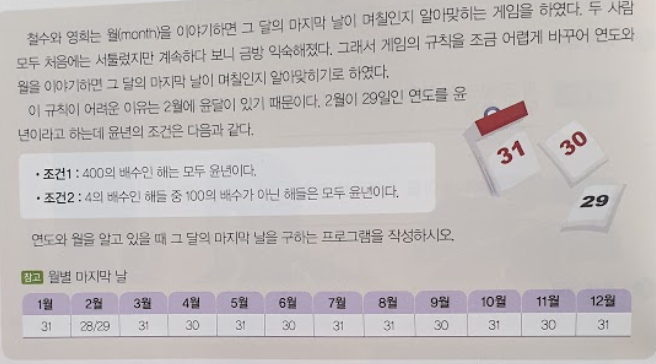 철수와 영희는 월(month)을 이야기하면 그 달의 마지막 날이 며칠인지 알아맞히는 게임을 하였다. 두 사람
모두 처음에는 서툴렀지만 계속하다 보니 금방 익숙해졌다. 그래서 게임의 규칙을 조금 어렵게 바꾸어 연도와
월을 이야기하면 그 달의 마지막 날이 며칠인지 알아맞히기로 하였다.
이 규칙이 어려운 이유는 2월에 윤달이 있기 때문이다. 2월이 29일인 연도를 윤
년이라고 하는데 윤년의 조건은 다음과 같다.
• 조건1 : 400의 배수인 해는 모두 윤년이다.
• 조건2 : 4의 배수인 해들 중 100의 배수가 아닌 해들은 모두 윤년이다.
31
30
29
연도와 월을 알고 있을 때 그 달의 마지막 날을 구하는 프로그램을 작성하시오.
참고 월별 마지막 날
1월 2월 3월 4월 5월 6월 7월 8월 9월 10월 11월 12월
31 28/29 31 30 31 30 31 31 30 31 30 31